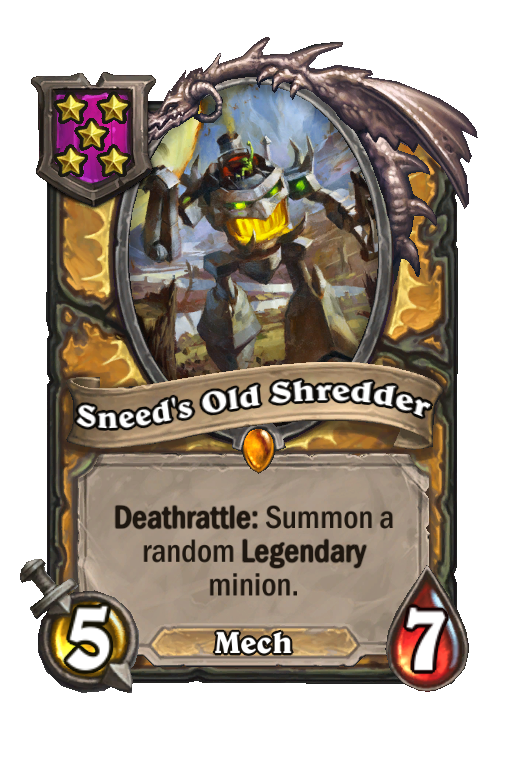 Sneed's Old Shredder
Deathrattle: Summon a
random Legendary
minion.
5
Mech
7